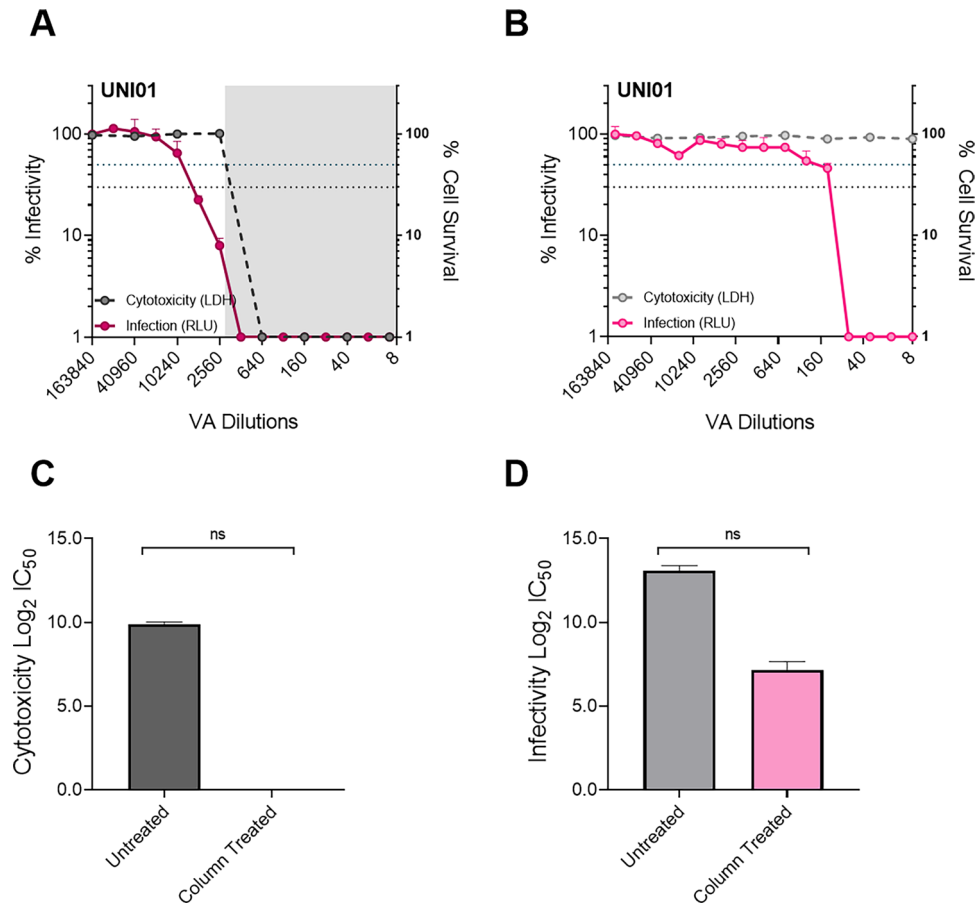 A
UNI01
100
10
1
% Infectivity
100
10
1
% Cell Survival
Cytotoxicity (LDH)
Infection (RLU)
163840
40960
10240
2560
640
160
40
8
VA Dilutions
B
UNI01
100
10
1
% Infectivity
100
10
1
% Cell Survival
Cytotoxicity (LDH)
Infection (RLU)
163840
40960
10240
2560
640
160
40
8
VA Dilutions
C
ns
15.0
10.0
5.0
0.0
Cytotoxicity Log2 IC50
Untreated
Column Treated
D
ns
15.0
10.0
5.0
0.0
Infectivity Log2 IC50
Untreated
Column Treated